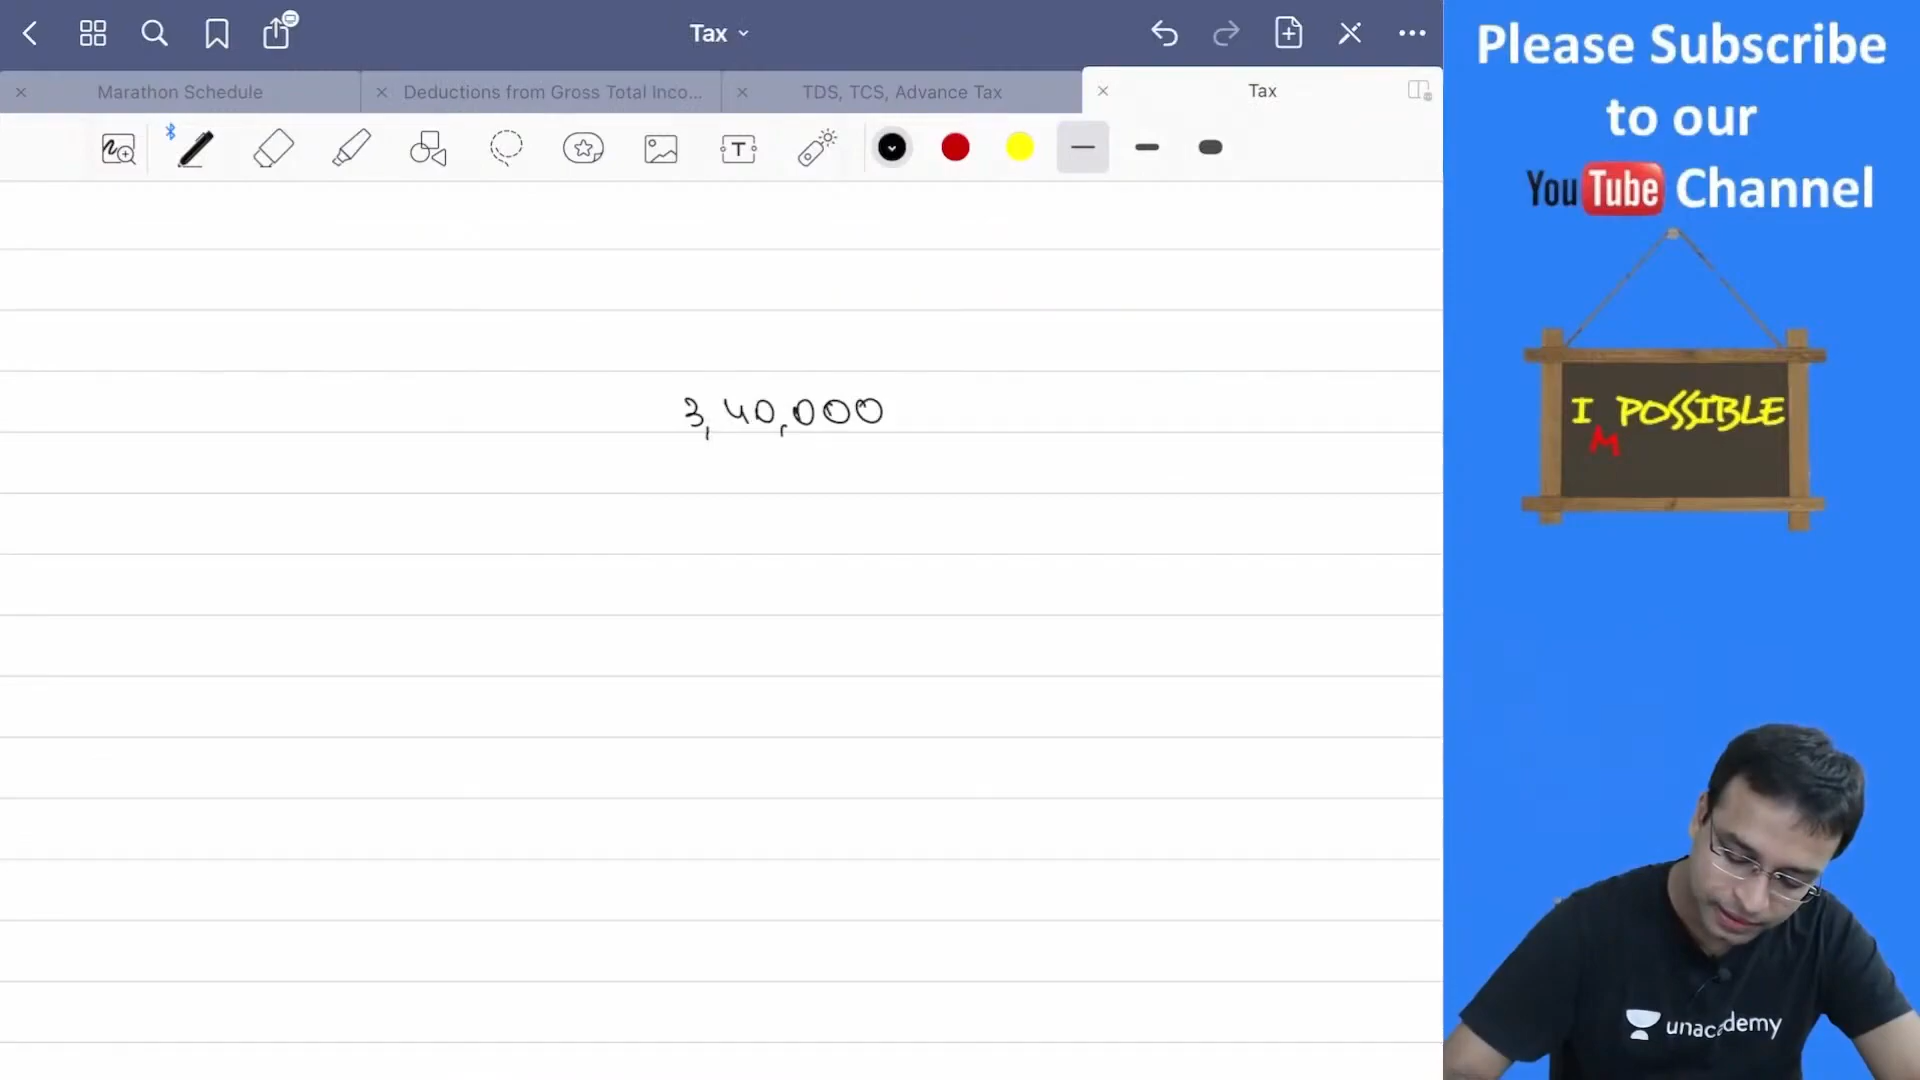 Tax
Marathon Schedule
Deductions from Gross Total Inco...
TDS, TCS, Advance Tax
Tax
T
3,40,000
Please Subscribe
to our
YouTube Channel
I POSSIBLE
M
unacademy